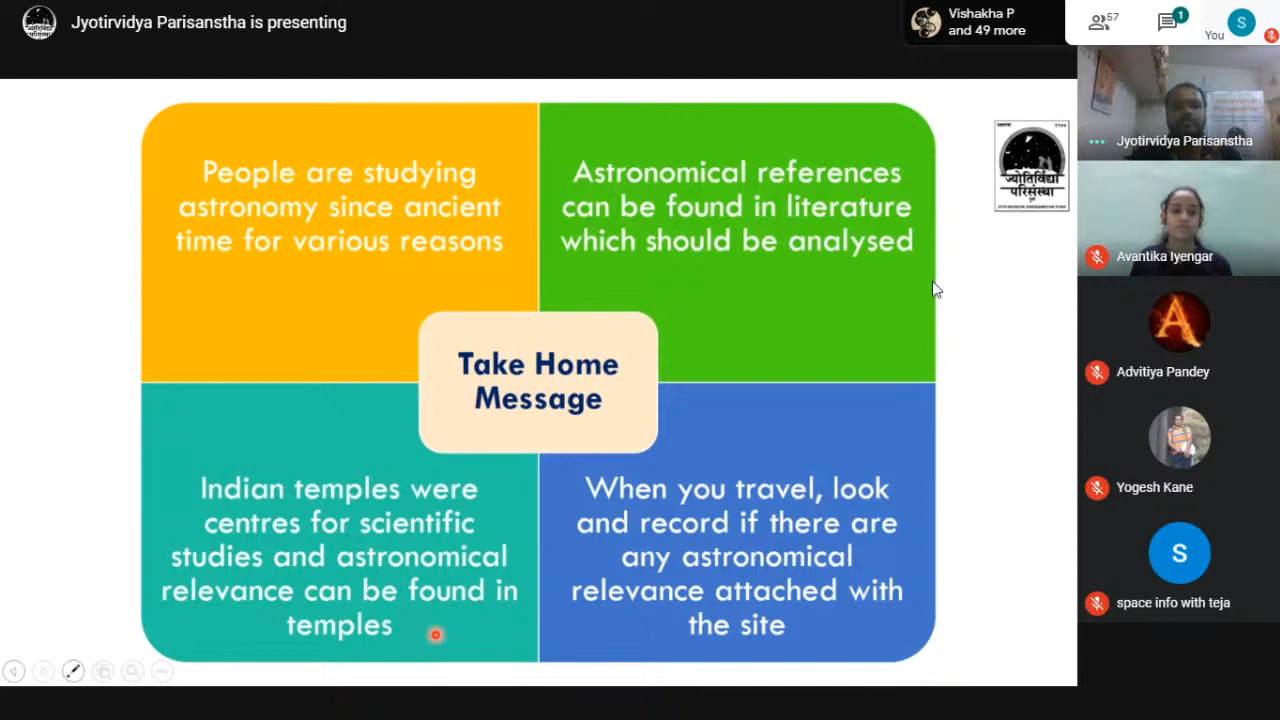 Jyotirvidya Parisanstha is presenting
Vishakha P
and 49 more
57
1
S
You
People are studying
astronomy since ancient
time for various reasons
Astronomical references
can be found in literature
which should be analysed
Take Home
Message
Indian temples were
centres for scientific
studies and astronomical
relevance can be found in
temples
When you travel, look
and record if there are
any astronomical
relevance attached with
the site
ज्योतिर्विद्या
परिसंस्था
Jyotirvidya Parisanstha
Avantika Iyengar
A
Advitiya Pandey
Yogesh Kane
S
space info with teja